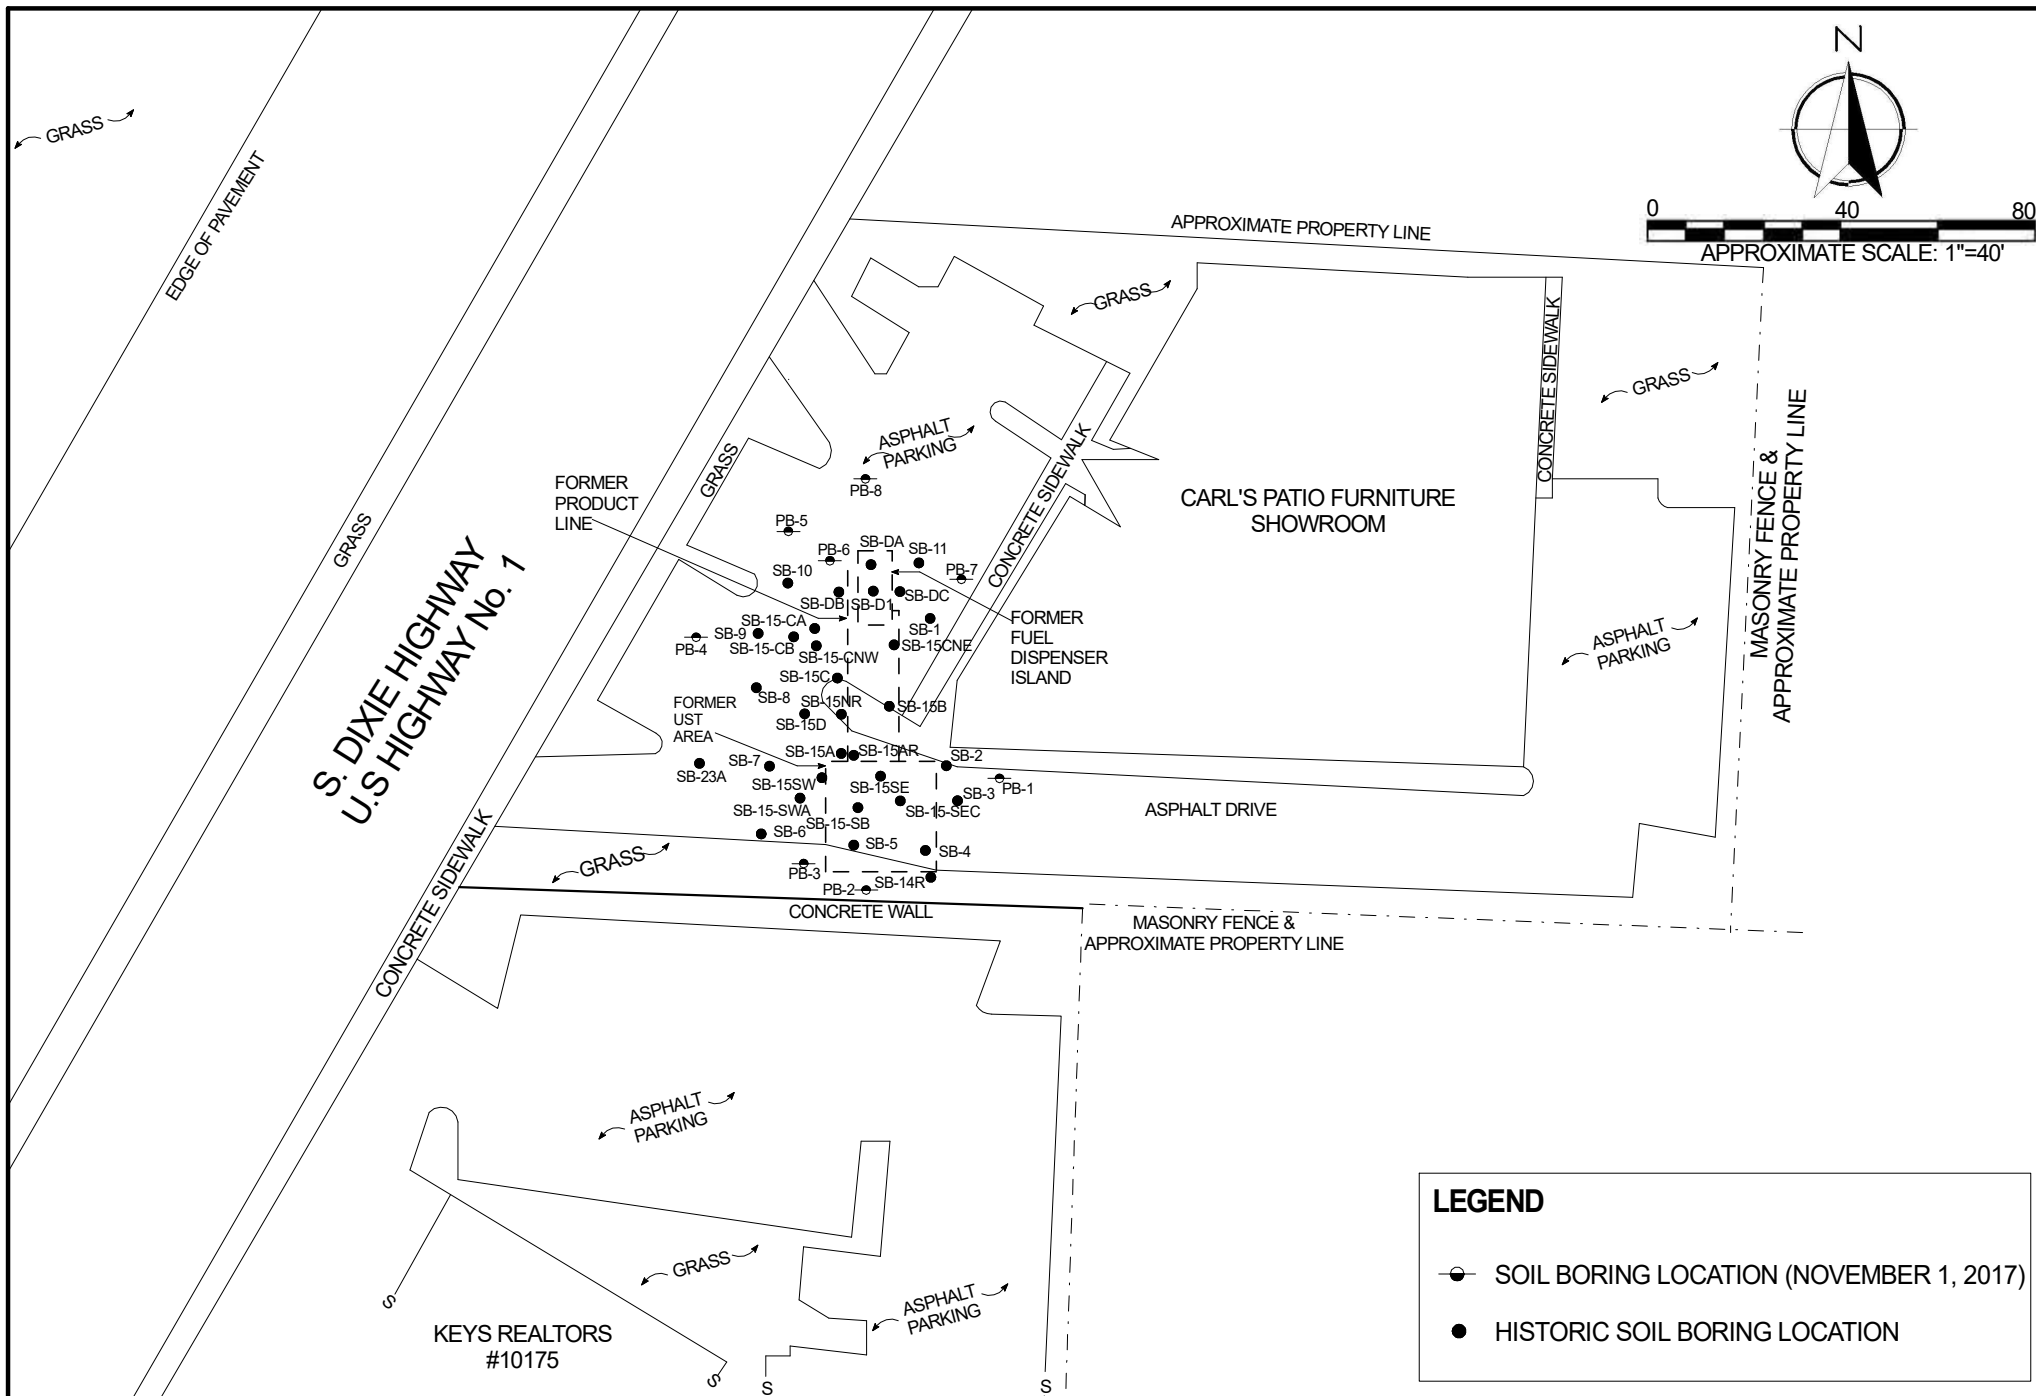 N
0 40 80
APPROXIMATE SCALE: 1"=40'
GRASS
EDGE OF PAVEMENT
APPROXIMATE PROPERTY LINE
GRASS
CONCRETE SIDEWALK
GRASS
MASONRY FENCE &
APPROXIMATE PROPERTY LINE
ASPHALT
PARKING
CONCRETE SIDEWALK
GRASS
GRASS
S. DIXIE HIGHWAY
U.S HIGHWAY No. 1
CONCRETE SIDEWALK
CARL'S PATIO FURNITURE
SHOWROOM
FORMER
PRODUCT
LINE
PB-8
PB-5
PB-6
SB-DA
SB-11
PB-7
SB-10
SB-DB
SB-D1
SB-DC
SB-1
FORMER
FUEL
DISPENSER
ISLAND
SB-15-CA
SB-9
PB-4
SB-15-CB
SB-15-CNW
SB-15CNE
SB-15C
SB-8
SB-15NR
SB-15B
SB-15D
FORMER
UST
AREA
SB-15A
SB-15AR
SB-2
SB-7
SB-23A
SB-15SW
SB-15SE
SB-3
PB-1
SB-15-SWA
SB-15-SB
SB-15-SEC
SB-6
SB-5
SB-4
PB-3
PB-2
SB-14R
ASPHALT DRIVE
ASPHALT
PARKING
GRASS
CONCRETE WALL
MASONRY FENCE &
APPROXIMATE PROPERTY LINE
ASPHALT
PARKING
GRASS
ASPHALT
PARKING
S
S
S
S
KEYS REALTORS
#10175
LEGEND
SOIL BORING LOCATION (NOVEMBER 1, 2017)
HISTORIC SOIL BORING LOCATION